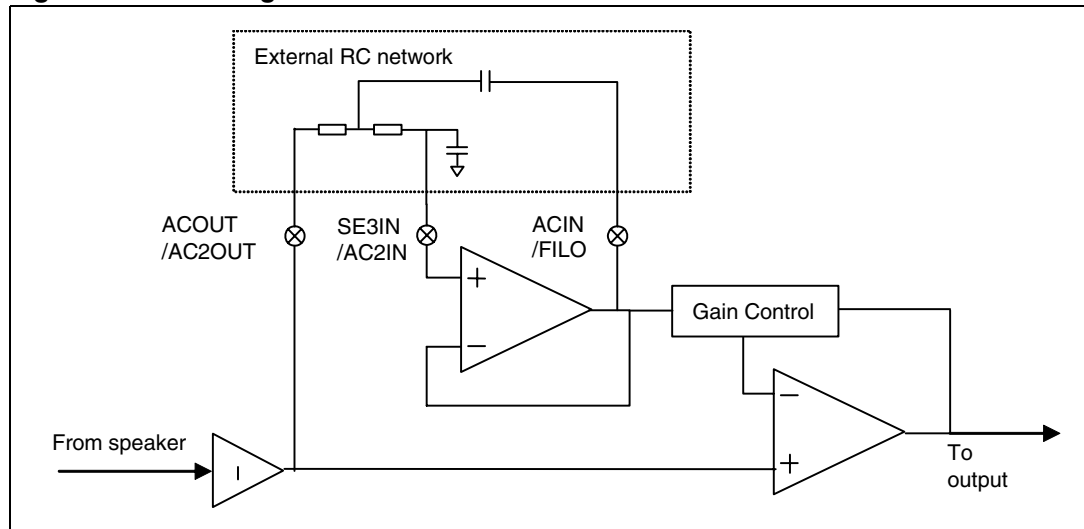 External RC network
ACOUT
/AC2OUT
SE3IN
/AC2IN
ACIN
/FILO
+
−
Gain Control
−
+
From speaker
−
To
output